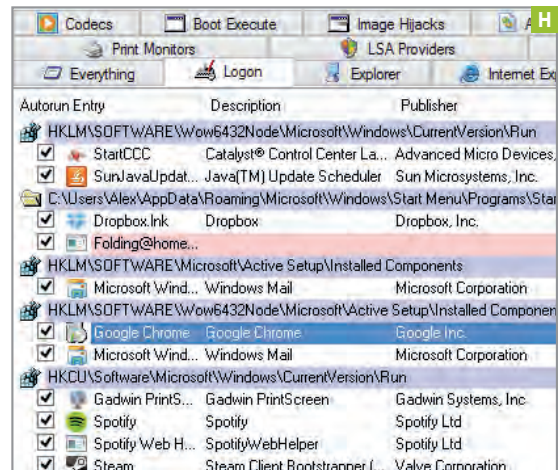 Codecs Boot Execute Image Hijacks A H
Print Monitors LSA Providers
Everything Logon Explorer Internet Ex
Autorun Entry Description Publisher
HKLM\SOFTWARE\Wow6432Node\Microsoft\Windows\CurrentVersion\Run
StartCCC Catalyst® Control Center La... Advanced Micro Devices,
SunJavaUpdat... Java(TM) Update Scheduler Sun Microsystems, Inc.
C:\Users\Alex\AppData\Roaming\Microsoft\Windows\Start Menu\Programs\Star
Dropbox.lnk Dropbox Dropbox, Inc.
Folding@home...
HKLM\SOFTWARE\Microsoft\Active Setup\Installed Components
Microsoft Wind... Windows Mail Microsoft Corporation
HKLM\SOFTWARE\Wow6432Node\Microsoft\Active Setup\Installed Componen
Google Chrome Google Chrome Google Inc.
Microsoft Wind... Windows Mail Microsoft Corporation
HKCU\Software\Microsoft\Windows\CurrentVersion\Run
Gadwin PrintS... Gadwin PrintScreen Gadwin Systems, Inc
Spotify Spotify Spotify Ltd
Spotify Web H... SpotifyWebHelper Spotify Ltd
Steam Steam Client Bootstrapper (... Valve Corporation